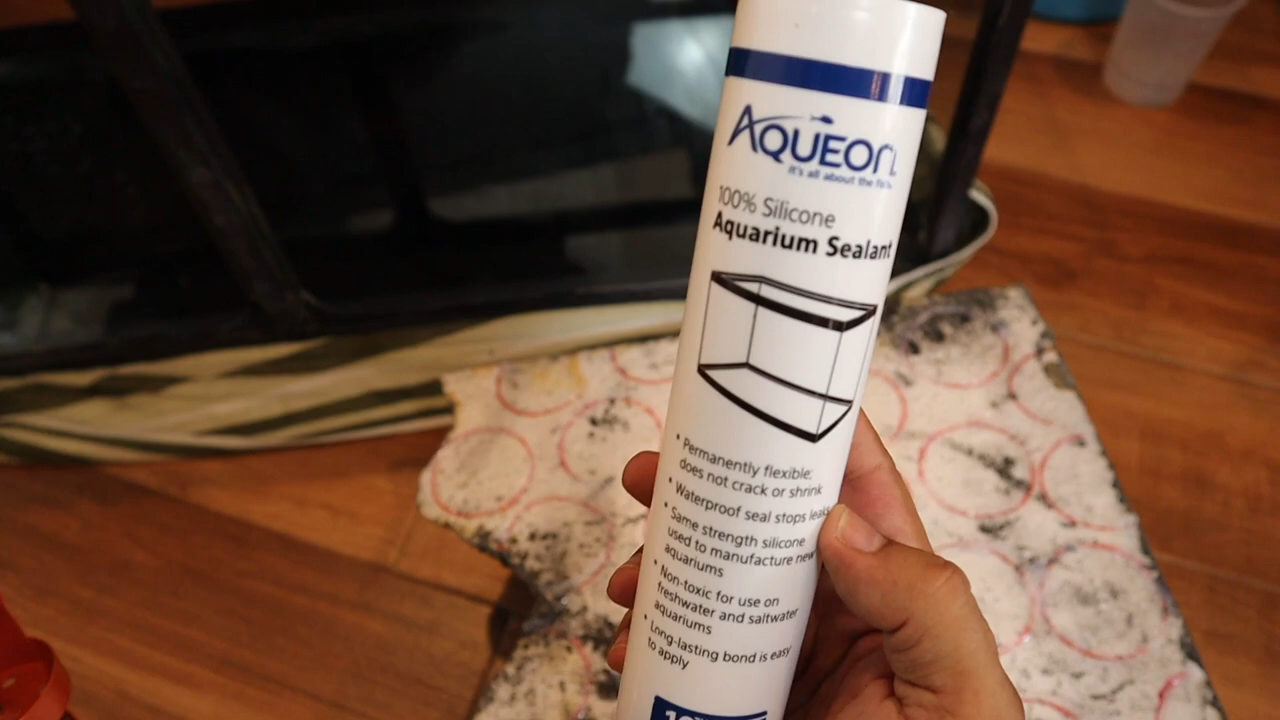 AQUEON
it's all about the fish
100% Silicone
Aquarium Sealant
• Permanently flexible:
does not crack or shrink
• Waterproof seal stops leaks
• Same strength silicone
used to manufacture new
aquariums
• Non-toxic for use on
freshwater and saltwater
aquariums
• Long-lasting bond is easy
to apply